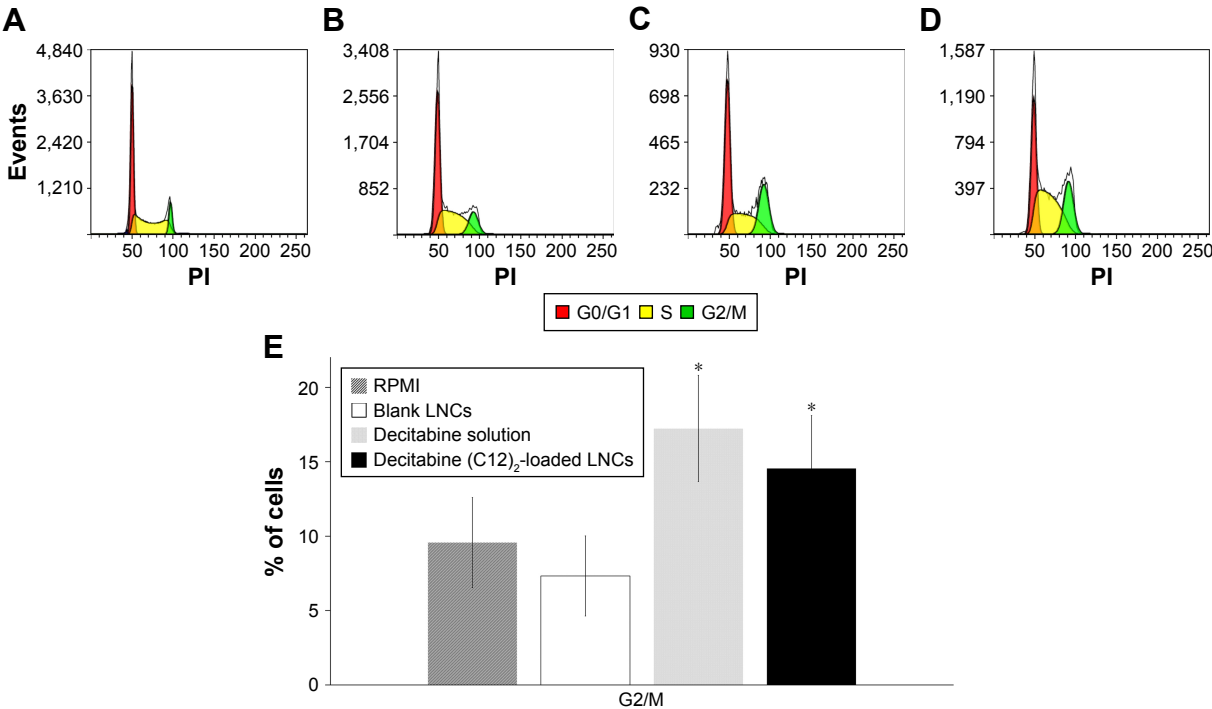 A B C D
Events
4,840
3,630
2,420
1,210
50 100 150 200 250
PI
3,408
2,556
1,704
852
50 100 150 200 250
PI
930
698
465
232
50 100 150 200 250
PI
1,587
1,190
794
397
50 100 150 200 250
PI
G0/G1 S G2/M
E
% of cells
20
15
10
5
0
RPMI
Blank LNCs
Decitabine solution
Decitabine (C12)₂-loaded LNCs
*
*
G2/M